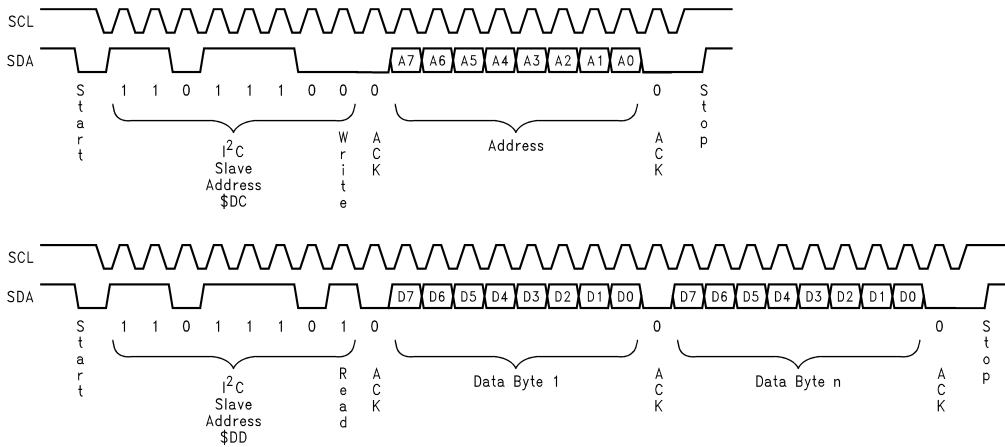 SCL
SDA
A7 A6 A5 A4 A3 A2 A1 A0
1 1 0 1 1 1 0 0 0 0
Start
I²C
Slave
Address
$DC
Write
ACK
Address
ACK
Stop
SCL
SDA
D7 D6 D5 D4 D3 D2 D1 D0 D7 D6 D5 D4 D3 D2 D1 D0
1 1 0 1 1 1 0 1 0 0 0
Start
I²C
Slave
Address
$DD
Read
ACK
Data Byte 1
ACK
Data Byte n
ACK
Stop